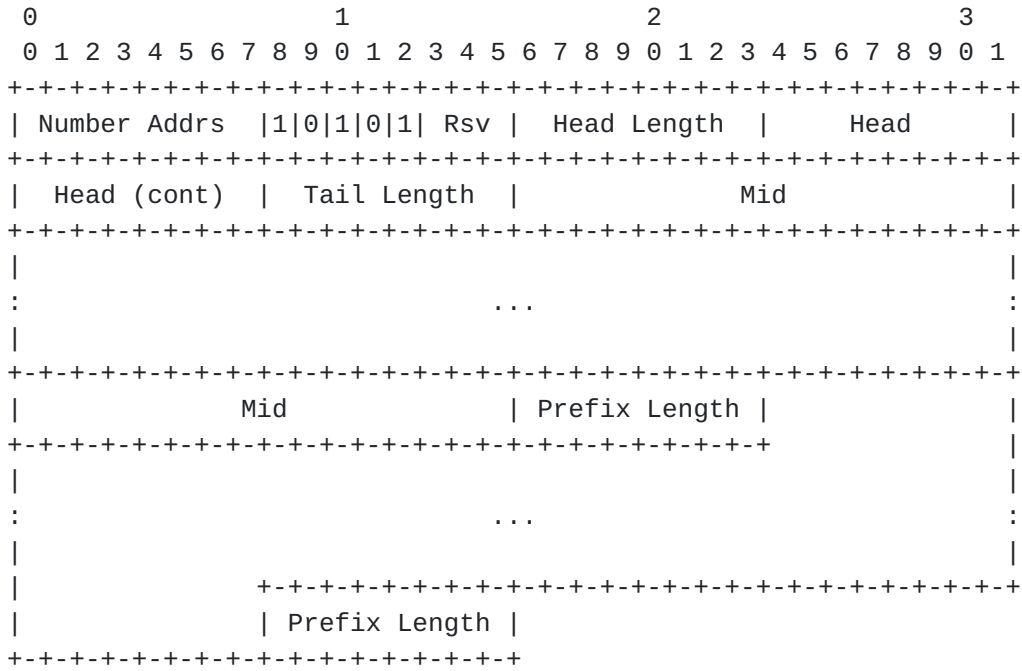 0                   1                   2                   3
 0 1 2 3 4 5 6 7 8 9 0 1 2 3 4 5 6 7 8 9 0 1 2 3 4 5 6 7 8 9 0 1
+-+-+-+-+-+-+-+-+-+-+-+-+-+-+-+-+-+-+-+-+-+-+-+-+-+-+-+-+-+-+-+-+
| Number Addrs  |1|0|1|0|1| Rsv |  Head Length  |     Head      |
+-+-+-+-+-+-+-+-+-+-+-+-+-+-+-+-+-+-+-+-+-+-+-+-+-+-+-+-+-+-+-+-+
|  Head (cont)  |  Tail Length  |              Mid              |
+-+-+-+-+-+-+-+-+-+-+-+-+-+-+-+-+-+-+-+-+-+-+-+-+-+-+-+-+-+-+-+-+
|                                                               |
:                              ...                              :
|                                                               |
+-+-+-+-+-+-+-+-+-+-+-+-+-+-+-+-+-+-+-+-+-+-+-+-+-+-+-+-+-+-+-+-+
|              Mid              | Prefix Length |               |
+-+-+-+-+-+-+-+-+-+-+-+-+-+-+-+-+-+-+-+-+-+-+-+-+               |
|                                                               |
:                              ...                              :
|                                                               |
|               +-+-+-+-+-+-+-+-+-+-+-+-+-+-+-+-+-+-+-+-+-+-+-+-+
|               | Prefix Length |
+-+-+-+-+-+-+-+-+-+-+-+-+-+-+-+-+